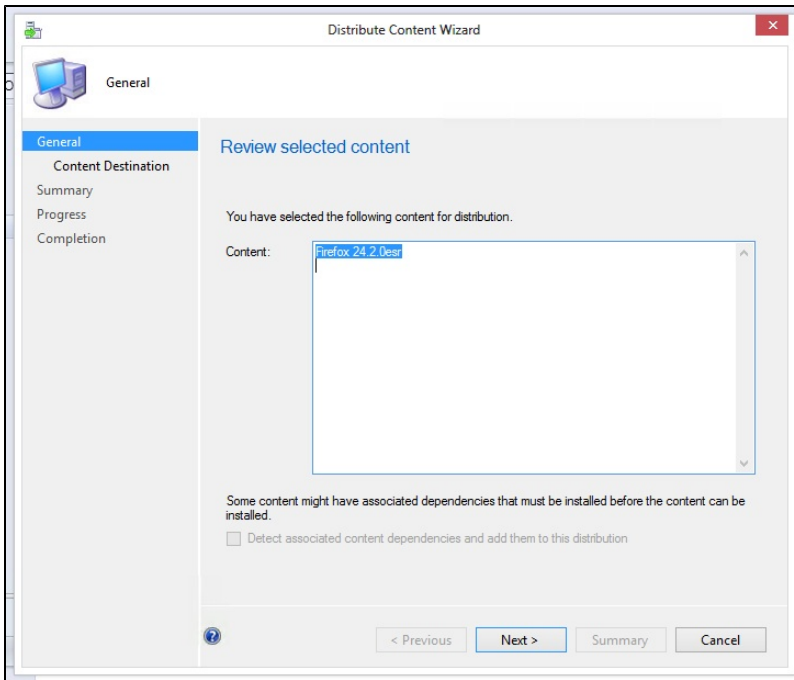 Distribute Content Wizard
General
General
Content Destination
Summary
Progress
Completion
Review selected content
You have selected the following content for distribution.
Content:
Firefox 24.2.0esr
Some content might have associated dependencies that must be installed before the content can be
installed.
Detect associated content dependencies and add them to this distribution
< Previous
Next >
Summary
Cancel